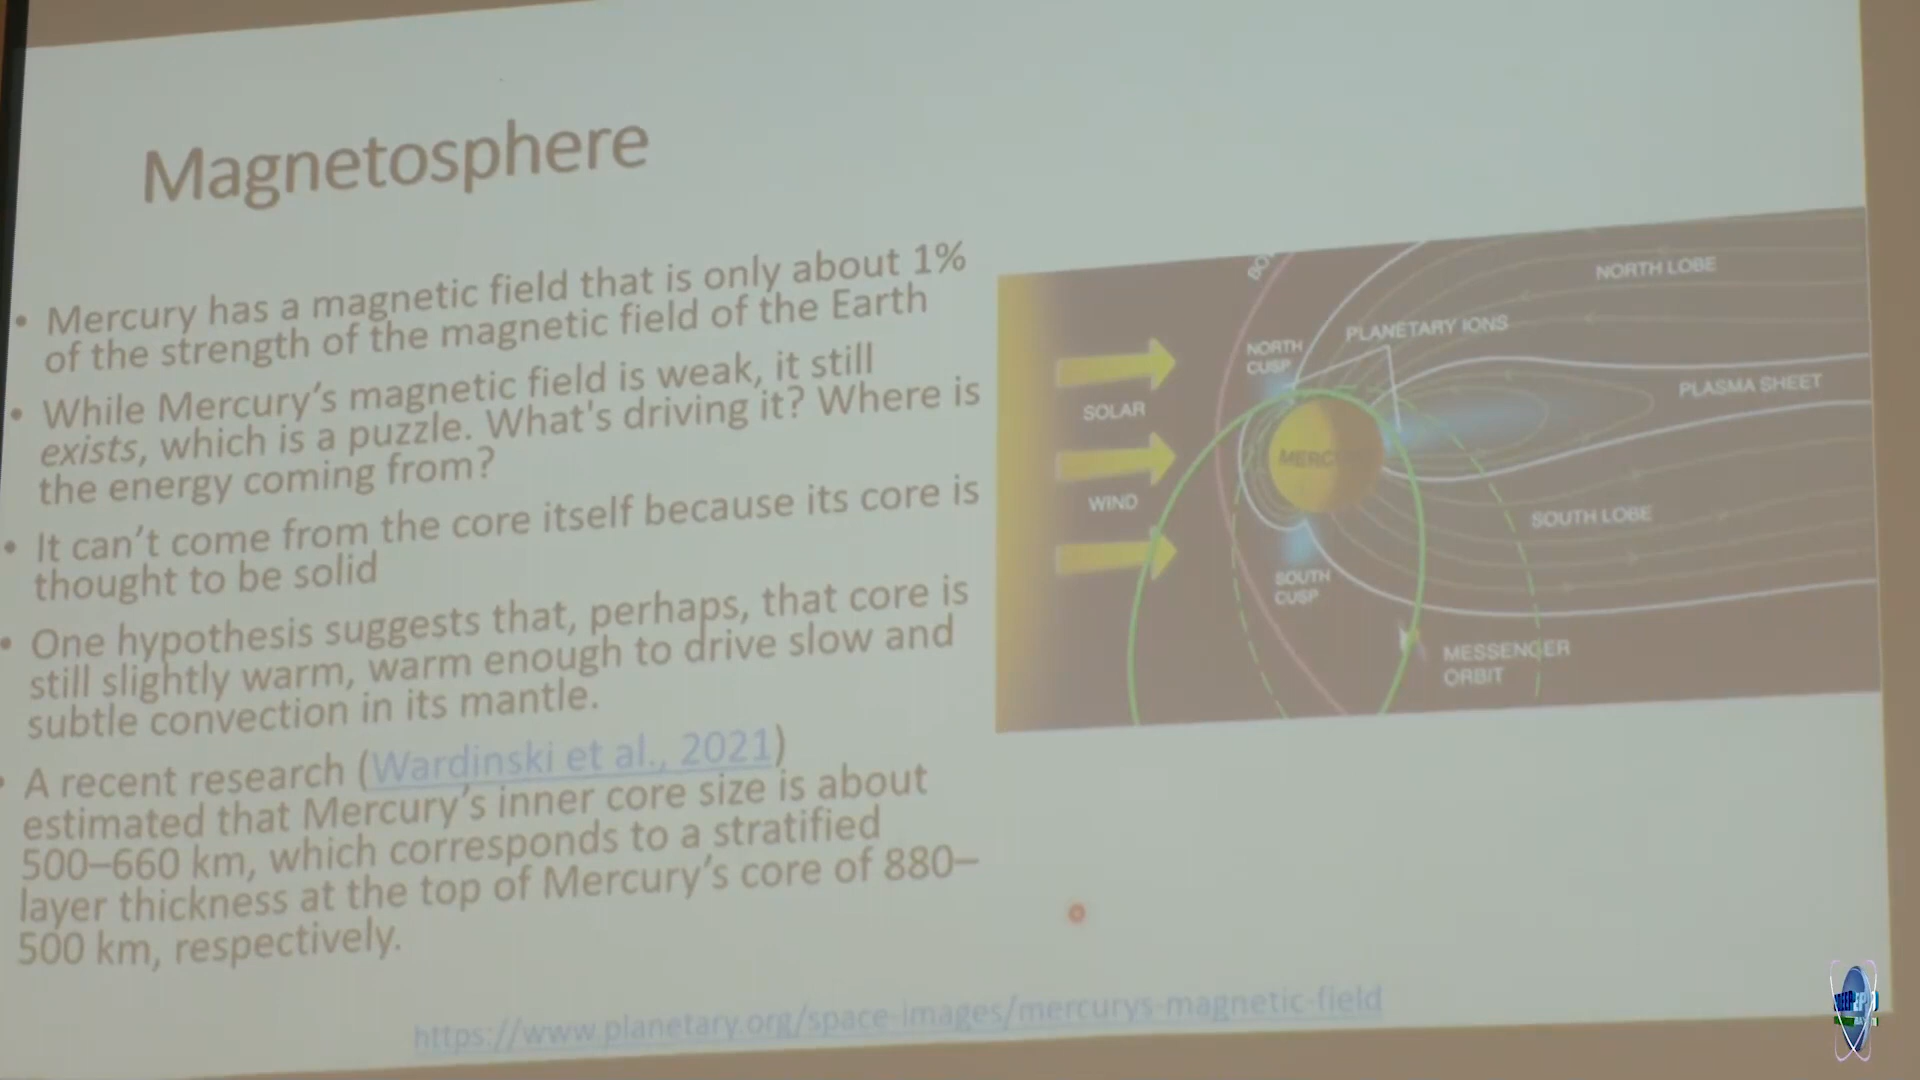 Magnetosphere
• Mercury has a magnetic field that is only about 1%
of the strength of the magnetic field of the Earth
• While Mercury's magnetic field is weak, it still
exists, which is a puzzle. What's driving it? Where is
the energy coming from?
• It can't come from the core itself because its core is
thought to be solid
• One hypothesis suggests that, perhaps, that core is
still slightly warm, warm enough to drive slow and
subtle convection in its mantle.
• A recent research (Wardinski et al., 2021)
estimated that Mercury's inner core size is about
500–660 km, which corresponds to a stratified
layer thickness at the top of Mercury's core of 880–
500 km, respectively.
NORTH LOBE
PLANETARY IONS
NORTH
CUSP
PLASMA SHEET
SOLAR
WIND
SOUTH LOBE
SOUTH
CUSP
MESSENGER
ORBIT
https://www.planetary.org/space-images/mercurys-magnetic-field